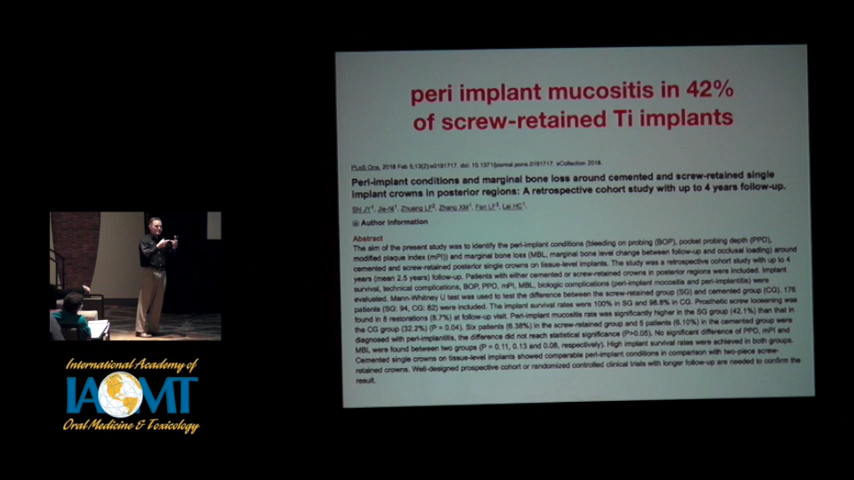 peri implant mucositis in 42%
of screw-retained Ti implants
PLoS One. 2018 Feb 5;13(2):e0191717. doi: 10.1371/journal.pone.0191717. eCollection 2018.
Peri-implant conditions and marginal bone loss around cemented and screw-retained single
implant crowns in posterior regions: A retrospective cohort study with up to 4 years follow-up.
Shi JY1, Jie-Ni1, Zhuang LF2, Zhang XM1, Fan LF3, Lai HC1.
Author information
Abstract
The aim of the present study was to identify the peri-implant conditions (bleeding on probing (BOP), pocket probing depth (PPD),
modified plaque index (mPI)) and marginal bone loss (MBL, marginal bone level change between follow-up and occlusal loading) around
cemented and screw-retained posterior single crowns on tissue-level implants. The study was a retrospective cohort study with up to 4
years (mean 2.5 years) follow-up. Patients with either cemented or screw-retained crowns in posterior regions were included. Implant
survival, technical complications, BOP, PPD, mPI, MBL, biologic complications (peri-implant mucositis and peri-implantitis) were
evaluated. Mann-Whitney U test was used to test the difference between the screw group (SG) and cemented group (CG). 176
patients (SG: 94, CG: 82) were included. The implant survival rates were 100% in SG and 98.8% in CG. Prosthetic screw loosening was
found in 8 restorations (8.7%) at follow-up visit. Peri-implant mucositis rate was significantly higher in the SG group (42.1%) than that in
the CG group (32.2%) (P = 0.04). Six patients (6.38%) in the screw-retained group and 5 patients (6.10%) in the cemented group were
diagnosed with peri-implantitis, the difference did not reach statistical significance (P>0.05). No significant difference of PPD, mPI and
MBL were found between two groups (P = 0.11, 0.13 and 0.08, respectively). High implant survival rates were achieved in both groups.
Cemented single crowns on tissue-level implants showed comparable peri-implant conditions in comparison with two-piece screw-
retained crowns. Well-designed prospective cohort or randomized controlled clinical trials with longer follow-up are needed to confirm the
result.
International Academy of
IAOMT
Oral Medicine & Toxicology